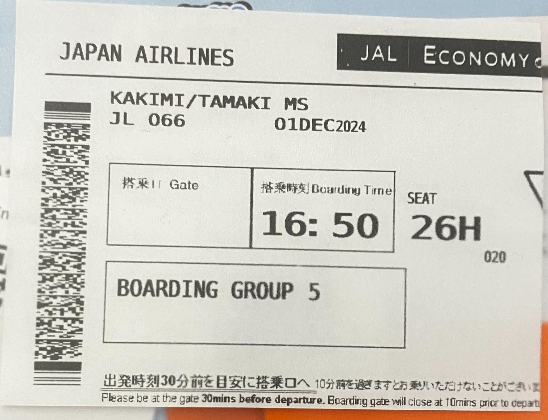 JAPAN AIRLINES
JAL ECONOMY
KAKIMI/TAMAKI MS
JL 066 01DEC2024
搭乗口 Gate
搭乗時刻 Boarding Time
16: 50
SEAT
26H
020
BOARDING GROUP 5
出発時刻30分前を目安に搭乗口へ 10分前を過ぎますとお乗りいただけないことがござい
Please be at the gate 30mins before departure. Boarding gate will close at 10mins prior to depart